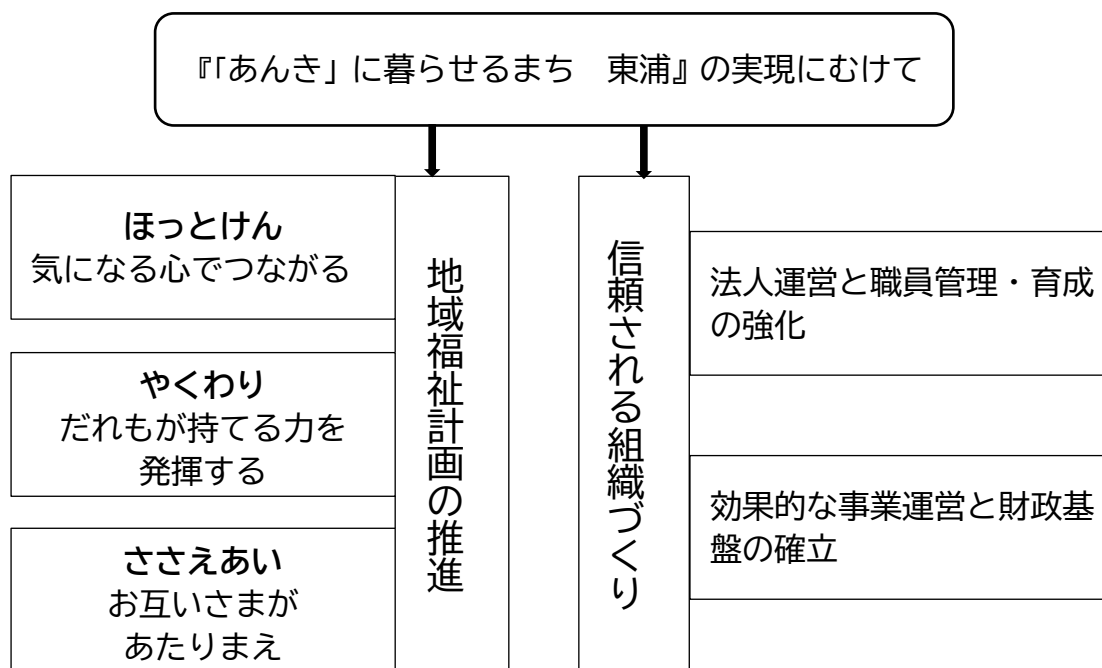 『「あんき」に暮らせるまち　東浦』の実現にむけて
ほっとけん
気になる心でつながる
やくわり
だれもが持てる力を
発揮する
ささえあい
お互いさまが
あたりまえ
地域福祉計画の推進
信頼される組織づくり
法人運営と職員管理・育成
の強化
効果的な事業運営と財政基
盤の確立